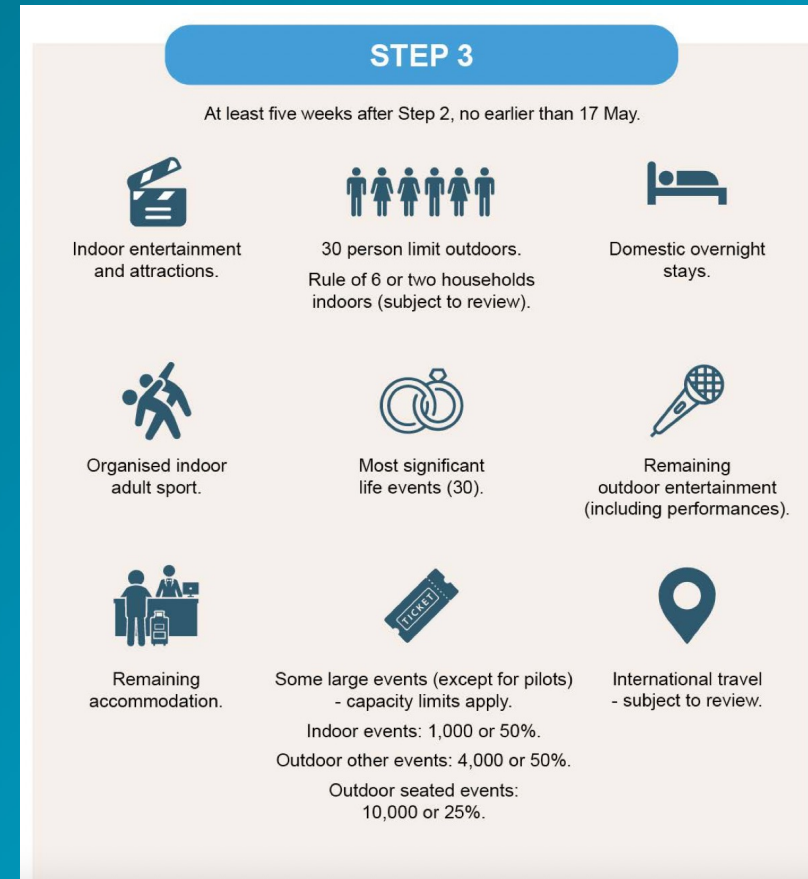 STEP 3
At least five weeks after Step 2, no earlier than 17 May.
Indoor entertainment
and attractions.
30 person limit outdoors.
Rule of 6 or two households
indoors (subject to review).
Domestic overnight
stays.
Organised indoor
adult sport.
Most significant
life events (30).
Remaining
outdoor entertainment
(including performances).
TICKET
Remaining
accommodation.
Some large events (except for pilots)
- capacity limits apply.
Indoor events: 1,000 or 50%.
Outdoor other events: 4,000 or 50%.
Outdoor seated events:
10,000 or 25%.
International travel
- subject to review.